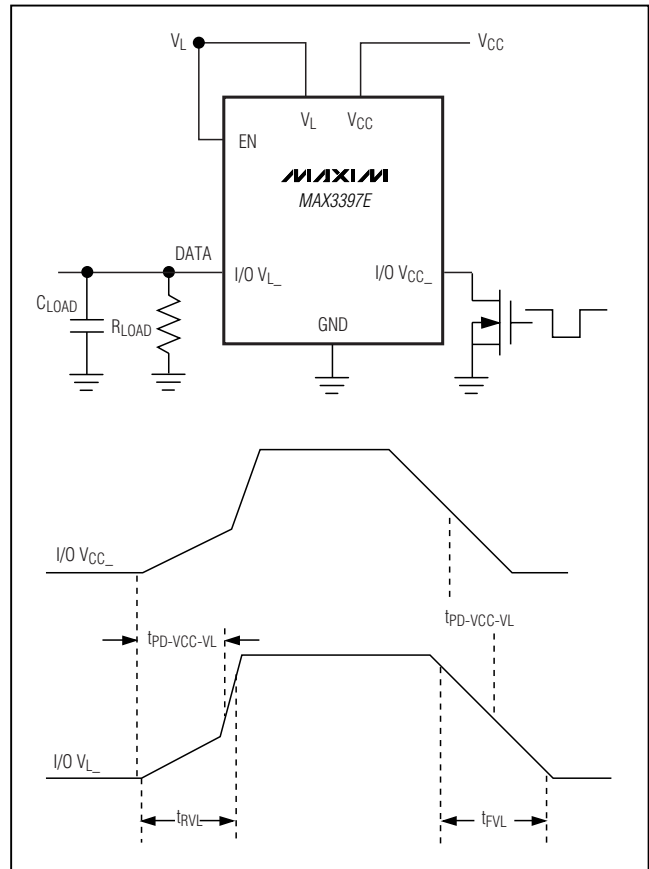 VL
VCC
VL VCC
EN
MAXIM
MAX3397E
DATA
I/O VL_
I/O VCC_
CLOAD
RLOAD
GND
I/O VCC_
tPD-VCC-VL
tPD-VCC-VL
I/O VL_
tRVL
tFVL